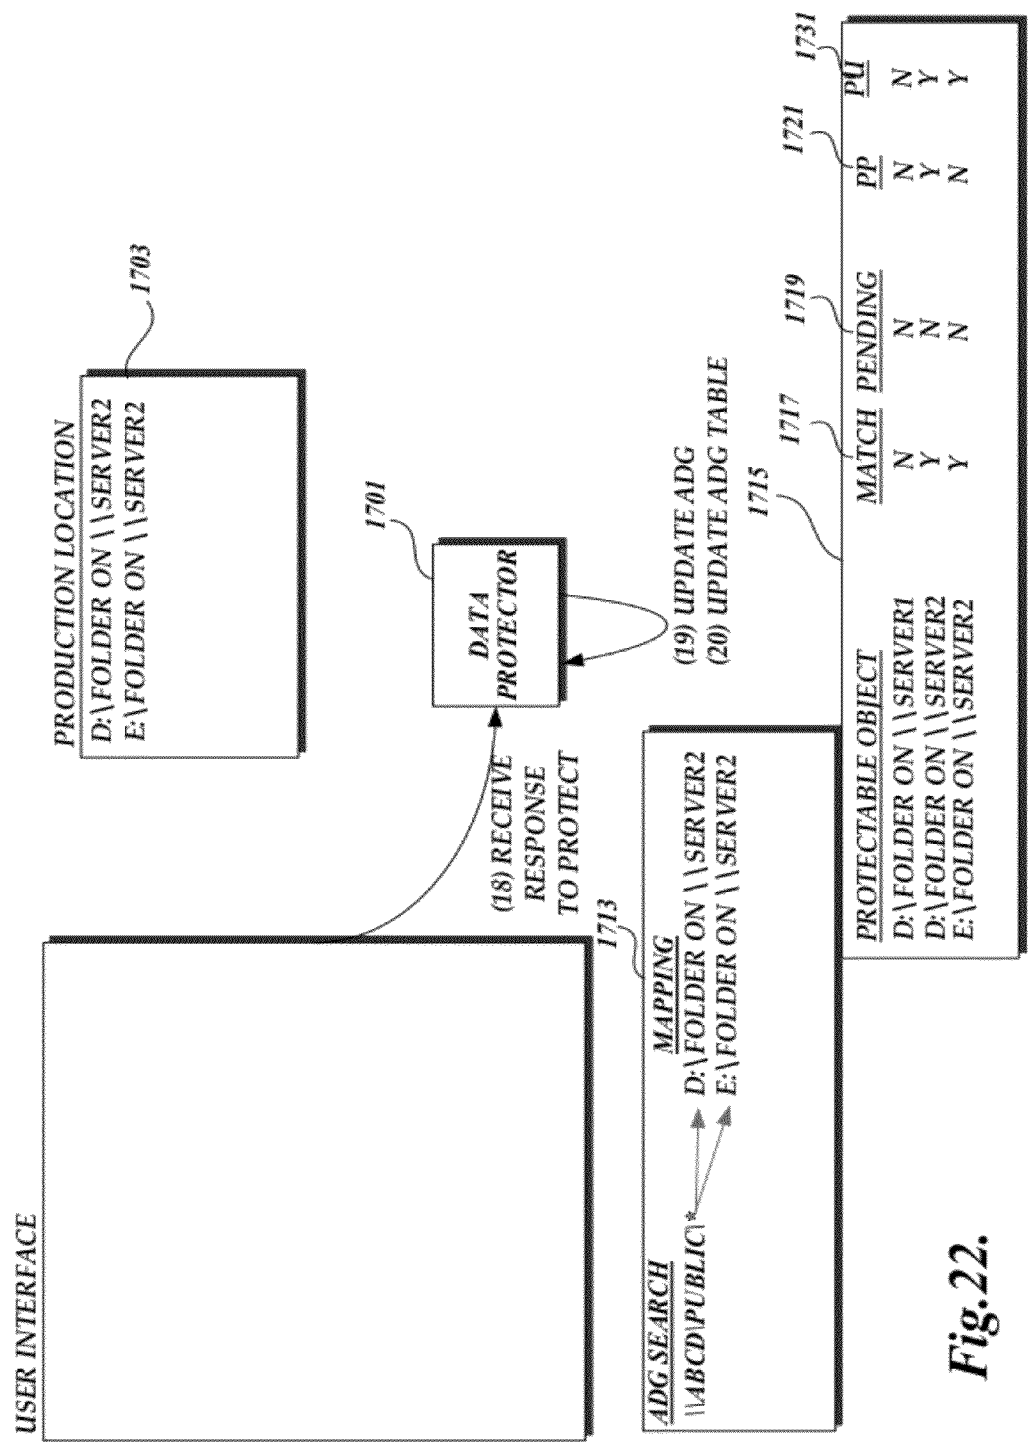 USER INTERFACE
PRODUCTION LOCATION
D:\FOLDER ON \\SERVER2
E:\FOLDER ON \\SERVER2
1703
(18) RECEIVE
RESPONSE
TO PROTECT
DATA
PROTECTOR
1701
(19) UPDATE ADG
(20) UPDATE ADG TABLE
1713
ADG SEARCH MAPPING
\\ABCD\PUBLIC\* D:\FOLDER ON \\SERVER2
E:\FOLDER ON \\SERVER2
1715
1717
1719
1721
1731
PROTECTABLE OBJECT MATCH PENDING PP PU
D:\FOLDER ON \\SERVER1 N N N N
D:\FOLDER ON \\SERVER2 Y N Y Y
E:\FOLDER ON \\SERVER2 Y N N Y
Fig.22.